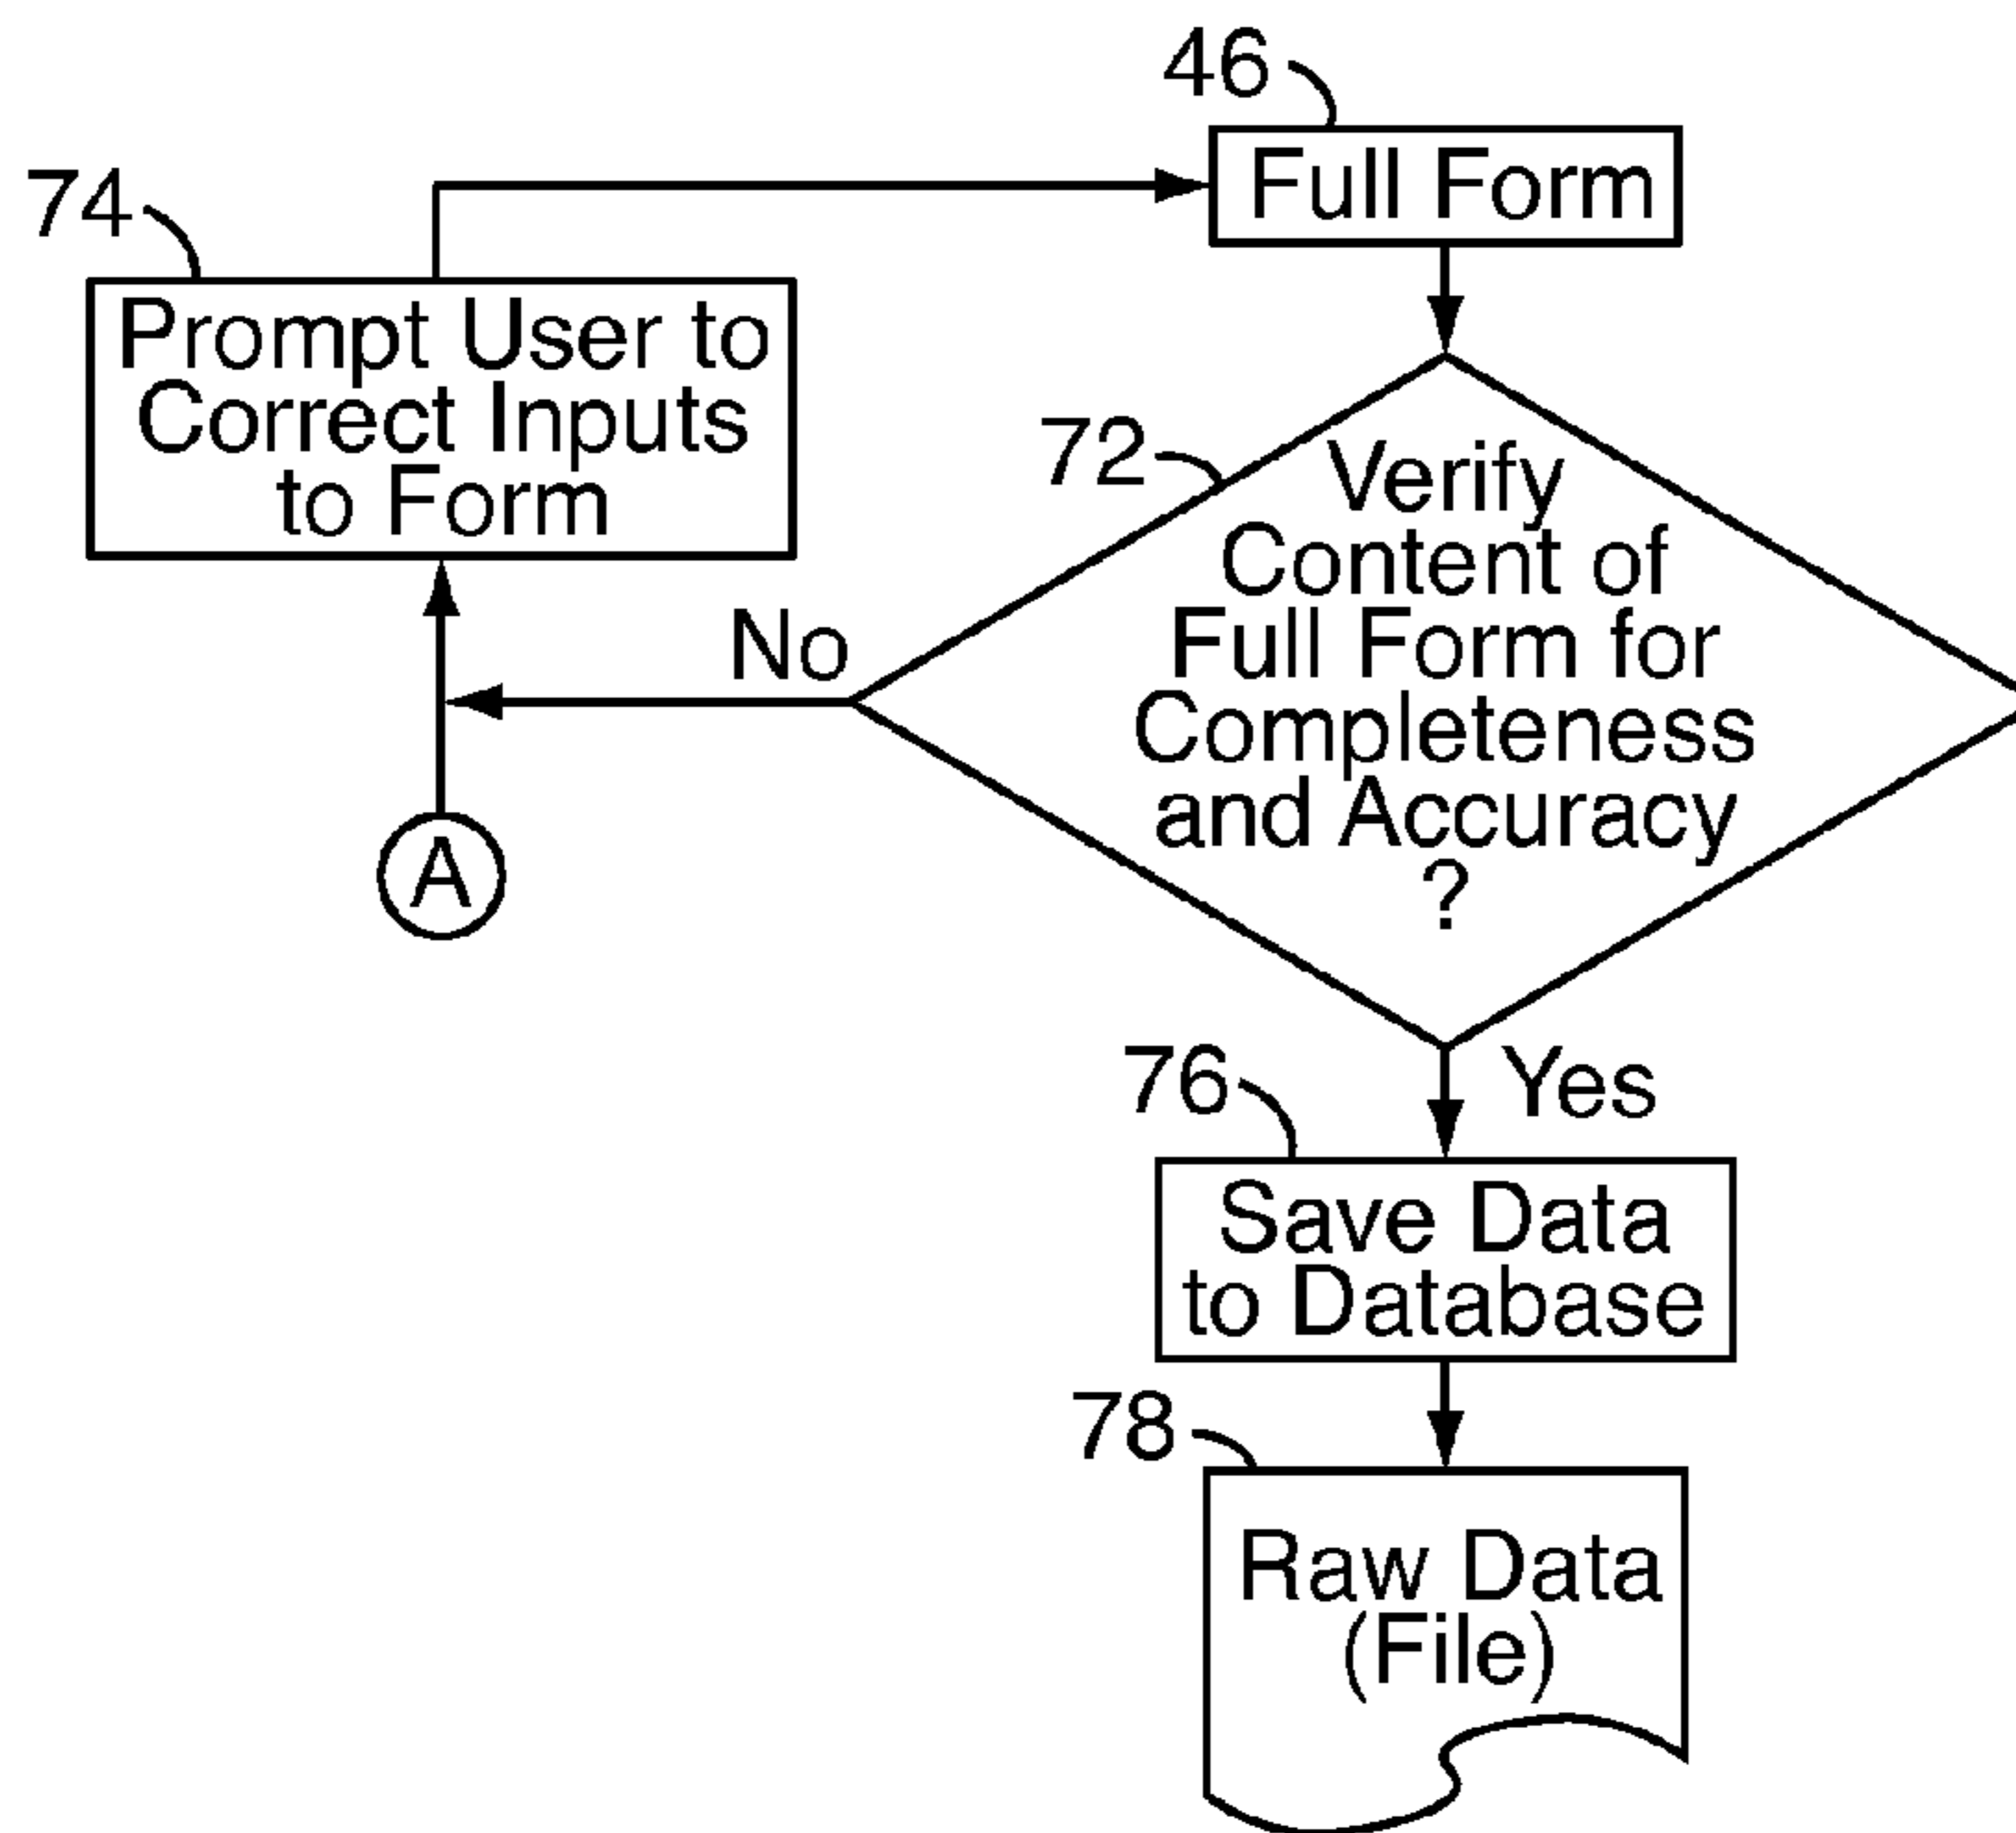 46
Full Form
74
Prompt User to
Correct Inputs
to Form
72
Verify
Content of
Full Form for
Completeness
and Accuracy
?
No
A
Yes
76
Save Data
to Database
78
Raw Data
(File)